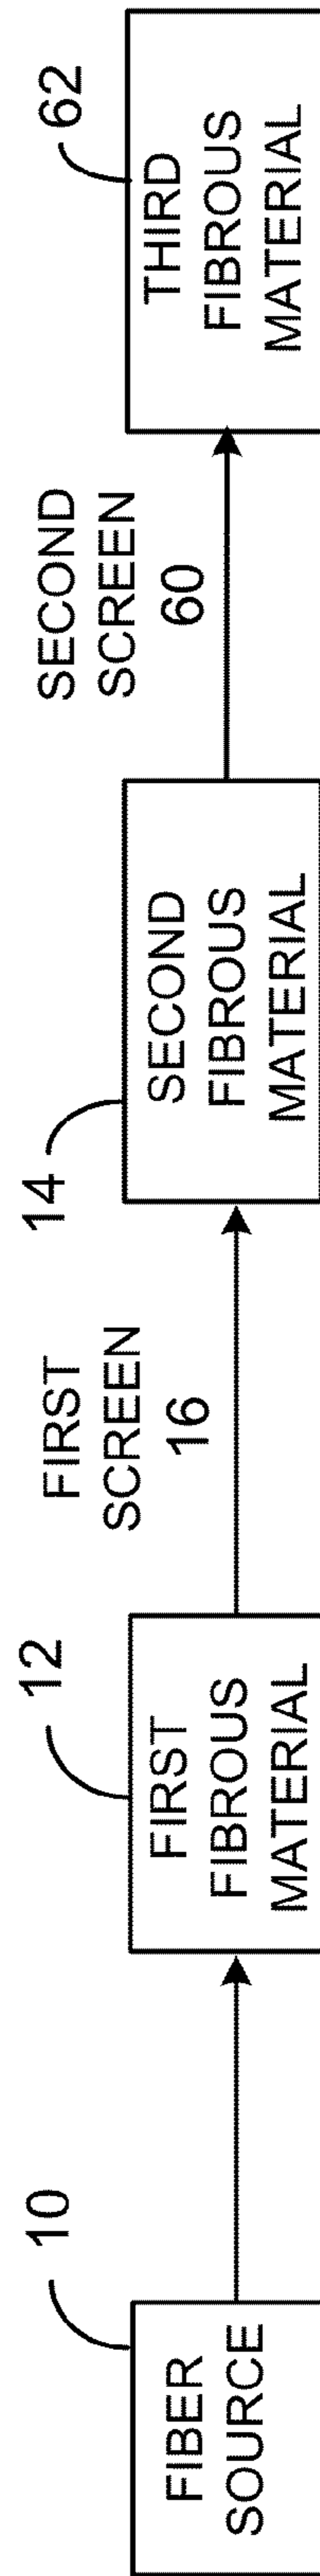 10
FIBER
SOURCE
12
FIRST
FIBROUS
MATERIAL
FIRST
SCREEN
16
14
SECOND
FIBROUS
MATERIAL
SECOND
SCREEN
60
62
THIRD
FIBROUS
MATERIAL